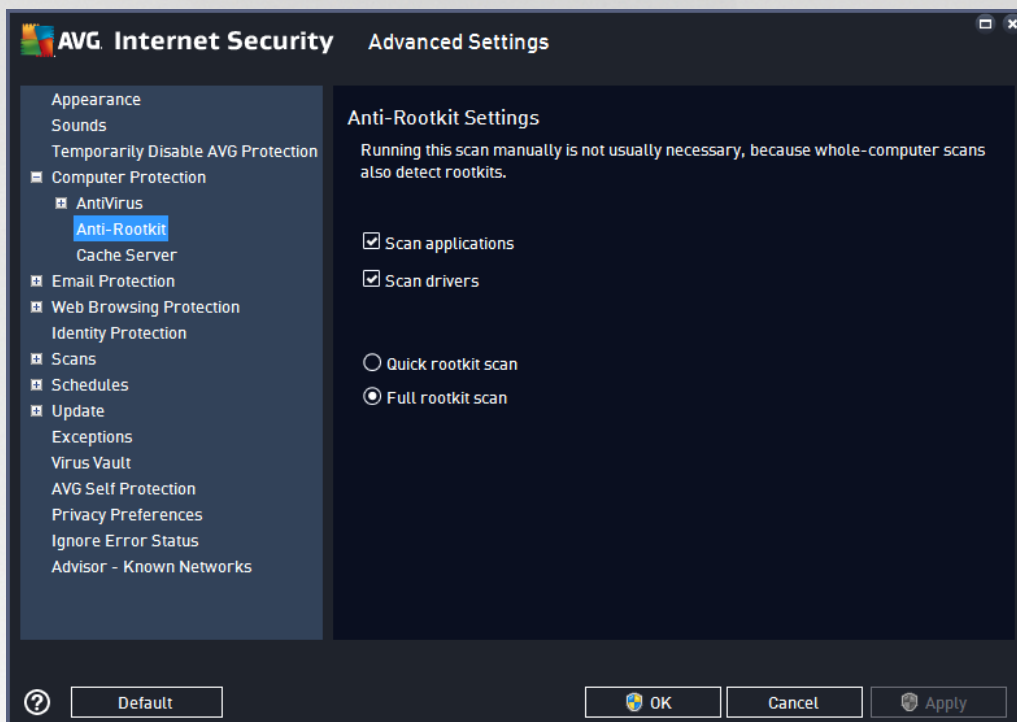 AVG. Internet Security Advanced Settings
Appearance
Sounds
Temporarily Disable AVG Protection
Computer Protection
AntiVirus
Anti-Rootkit
Cache Server
Email Protection
Web Browsing Protection
Identity Protection
Scans
Schedules
Update
Exceptions
Virus Vault
AVG Self Protection
Privacy Preferences
Ignore Error Status
Advisor - Known Networks
Anti-Rootkit Settings
Running this scan manually is not usually necessary, because whole-computer scans
also detect rootkits.
Scan applications
Scan drivers
Quick rootkit scan
Full rootkit scan
? Default OK Cancel Apply